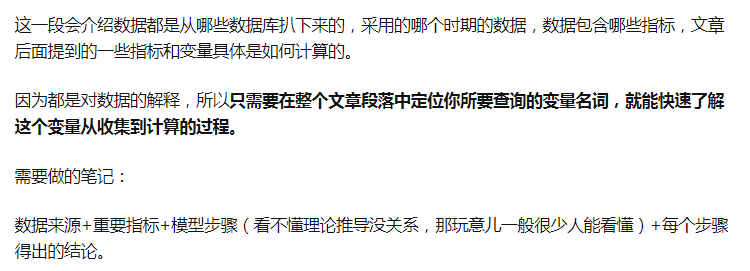 这一段会介绍数据都是从哪些数据库扒下来的，采用的哪个时期的数据，数据包含哪些指标，文章
后面提到的一些指标和变量具体是如何计算的。
因为都是对数据的解释，所以只需要在整个文章段落中定位你所要查询的变量名词，就能快速了解
这个变量从收集到计算的过程。
需要做的笔记：
数据来源+重要指标+模型步骤（看不懂理论推导没关系，那玩意儿一般很少人能看懂）+每个步骤
得出的结论。